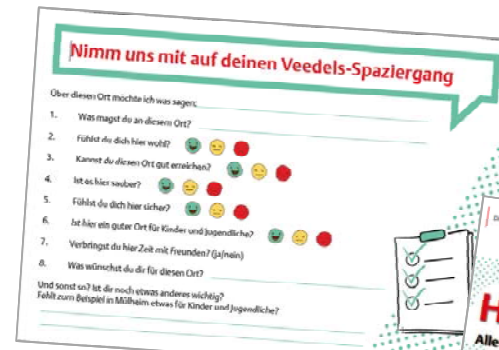 Nimm uns mit auf deinen Veedels-Spaziergang
Über diesen Ort möchte ich was sagen:
1. Was magst du an diesem Ort?
2. Fühlst du dich hier wohl?
3. Kannst du diesen Ort gut erreichen?
4. Ist es hier sauber?
5. Fühlst du dich hier sicher?
6. Ist hier ein guter Ort für Kinder und Jugendliche?
7. Verbringst du hier Zeit mit Freunden? (ja/nein)
8. Was wünschst du dir für diesen Ort?
Und sonst so? Ist dir noch etwas anderes wichtig?
Fehlt zum Beispiel in Mülheim etwas für Kinder und Jugendliche?
H
Alle